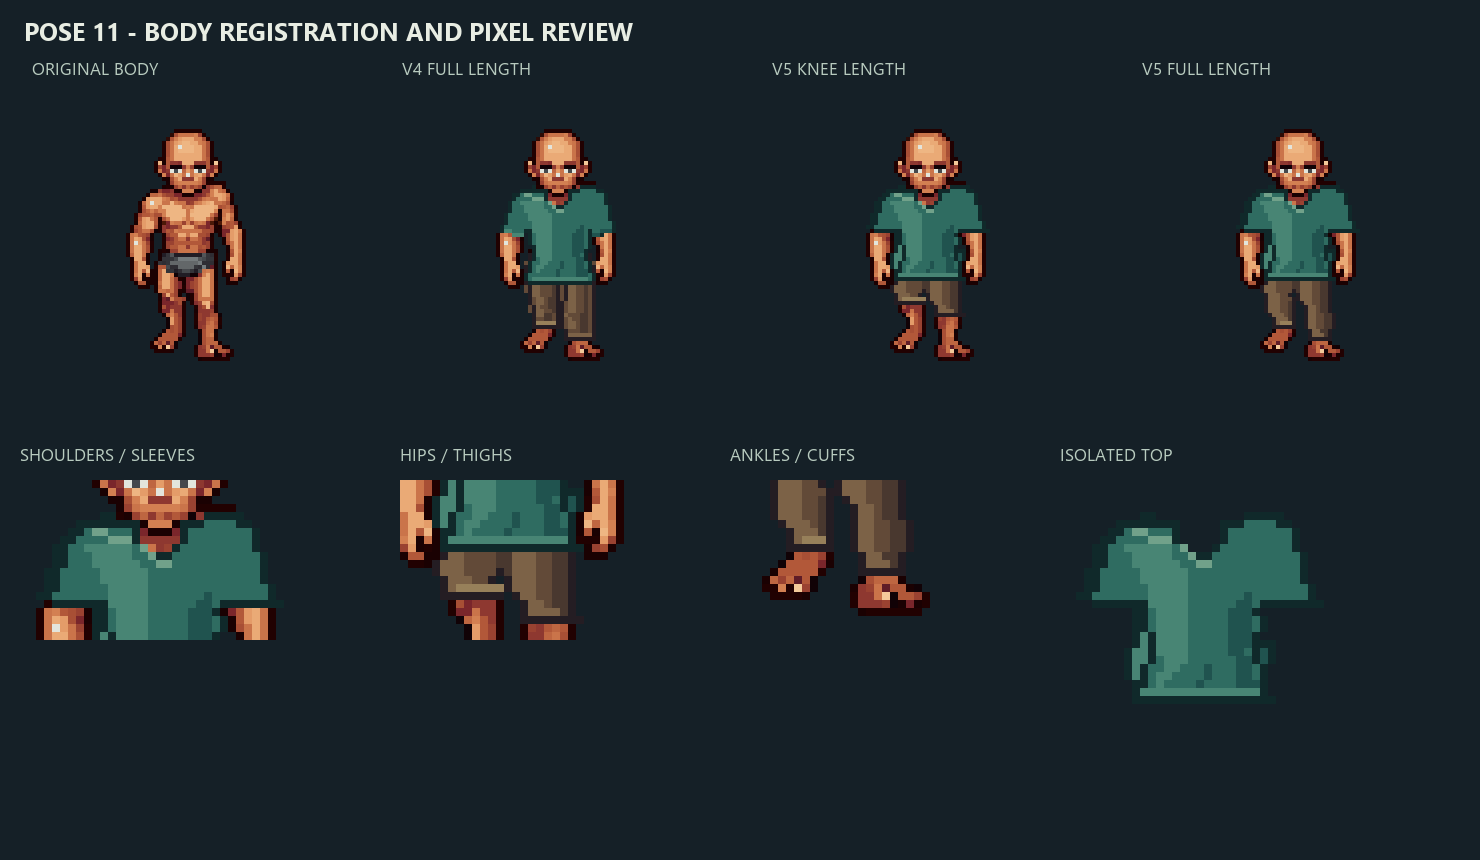 POSE 11 - BODY REGISTRATION AND PIXEL REVIEW
ORIGINAL BODY
V4 FULL LENGTH
V5 KNEE LENGTH
V5 FULL LENGTH
SHOULDERS / SLEEVES
HIPS / THIGHS
ANKLES / CUFFS
ISOLATED TOP